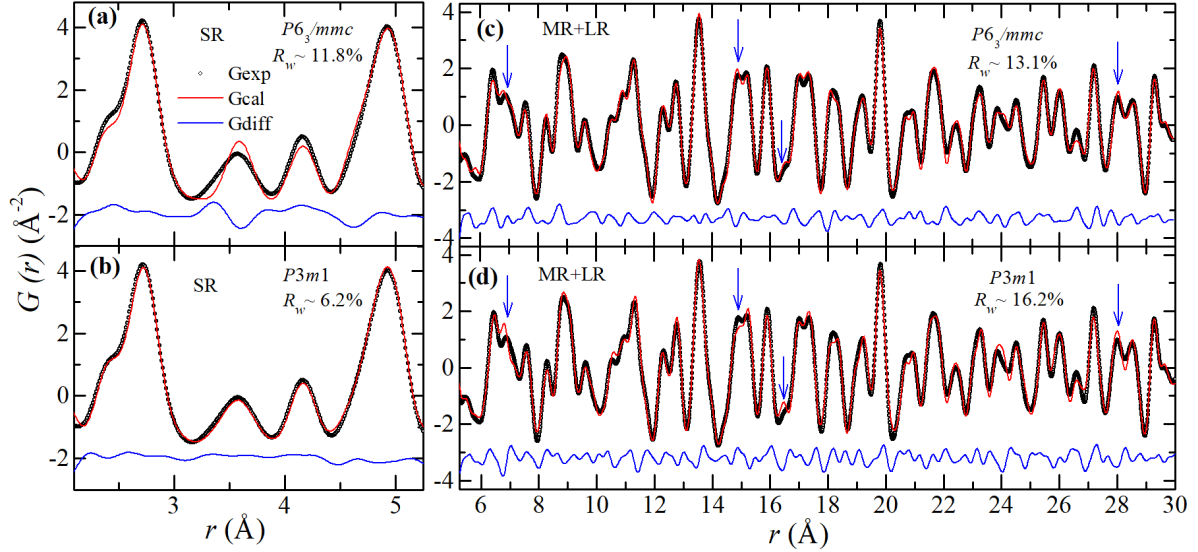 (a)
SR
P6₃/mmc
R_w ~ 11.8%
Gexp
Gcal
Gdiff
4
2
0
-2
(b)
SR
P3m1
R_w ~ 6.2%
4
2
0
-2
3
4
5
r (Å)
G (r) (Å⁻²)
(c)
MR+LR
P6₃/mmc
R_w ~ 13.1%
4
2
0
-2
-4
(d)
MR+LR
P3m1
R_w ~ 16.2%
4
2
0
-2
-4
6
8
10
12
14
16
18
20
22
24
26
28
30
r (Å)